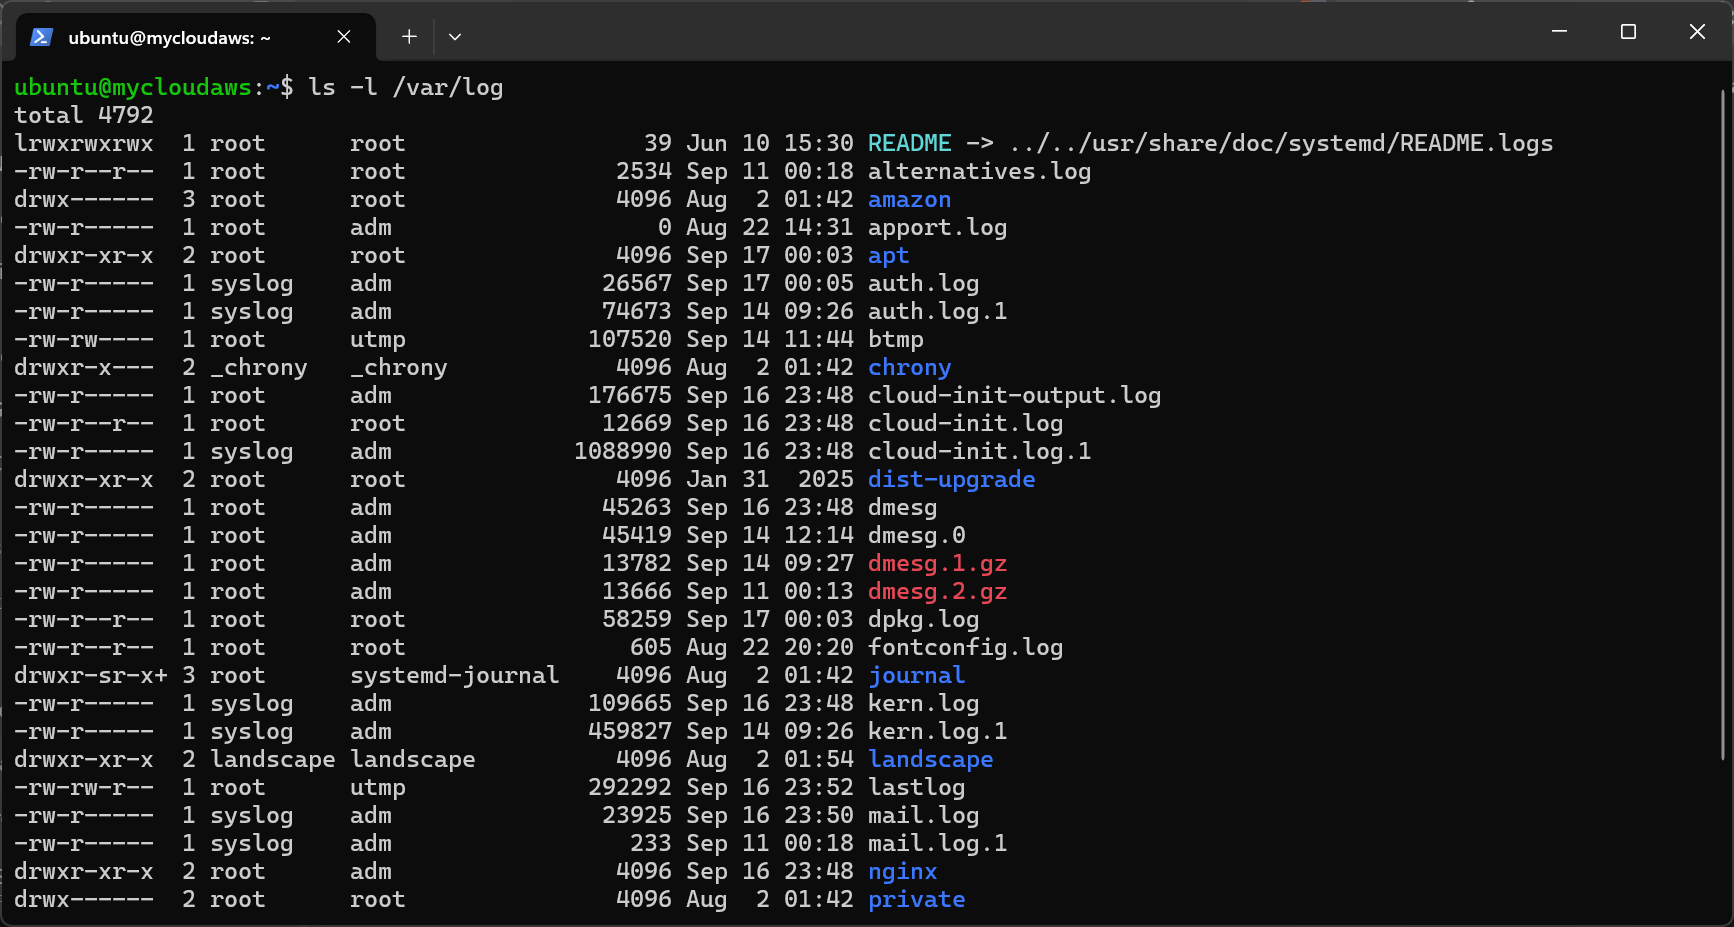 ubuntu@mycloudaws: ~
ubuntu@mycloudaws:~$ ls -l /var/log
total 4792
lrwxrwxrwx  1 root      root                 39 Jun 10 15:30 README -> ../../usr/share/doc/systemd/README.logs
-rw-r--r--  1 root      root               2534 Sep 11 00:18 alternatives.log
drwx------  3 root      root               4096 Aug  2 01:42 amazon
-rw-r-----  1 root      adm                   0 Aug 22 14:31 apport.log
drwxr-xr-x  2 root      root               4096 Sep 17 00:03 apt
-rw-r-----  1 syslog    adm               26567 Sep 17 00:05 auth.log
-rw-r-----  1 syslog    adm               74673 Sep 14 09:26 auth.log.1
-rw-rw----  1 root      utmp             107520 Sep 14 11:44 btmp
drwxr-x---  2 _chrony   _chrony            4096 Aug  2 01:42 chrony
-rw-r-----  1 root      adm              176675 Sep 16 23:48 cloud-init-output.log
-rw-r--r--  1 root      root              12669 Sep 16 23:48 cloud-init.log
-rw-r-----  1 syslog    adm             1088990 Sep 16 23:48 cloud-init.log.1
drwxr-xr-x  2 root      root               4096 Jan 31  2025 dist-upgrade
-rw-r-----  1 root      adm               45263 Sep 16 23:48 dmesg
-rw-r-----  1 root      adm               45419 Sep 14 12:14 dmesg.0
-rw-r-----  1 root      adm               13782 Sep 14 09:27 dmesg.1.gz
-rw-r-----  1 root      adm               13666 Sep 11 00:13 dmesg.2.gz
-rw-r--r--  1 root      root              58259 Sep 17 00:03 dpkg.log
-rw-r--r--  1 root      root                605 Aug 22 20:20 fontconfig.log
drwxr-sr-x+ 3 root      systemd-journal    4096 Aug  2 01:42 journal
-rw-r-----  1 syslog    adm              109665 Sep 16 23:48 kern.log
-rw-r-----  1 syslog    adm              459827 Sep 14 09:26 kern.log.1
drwxr-xr-x  2 landscape landscape          4096 Aug  2 01:54 landscape
-rw-rw-r--  1 root      utmp             292292 Sep 16 23:52 lastlog
-rw-r-----  1 syslog    adm               23925 Sep 16 23:50 mail.log
-rw-r-----  1 syslog    adm                 233 Sep 11 00:18 mail.log.1
drwxr-xr-x  2 root      adm                4096 Sep 16 23:48 nginx
drwx------  2 root      root               4096 Aug  2 01:42 private